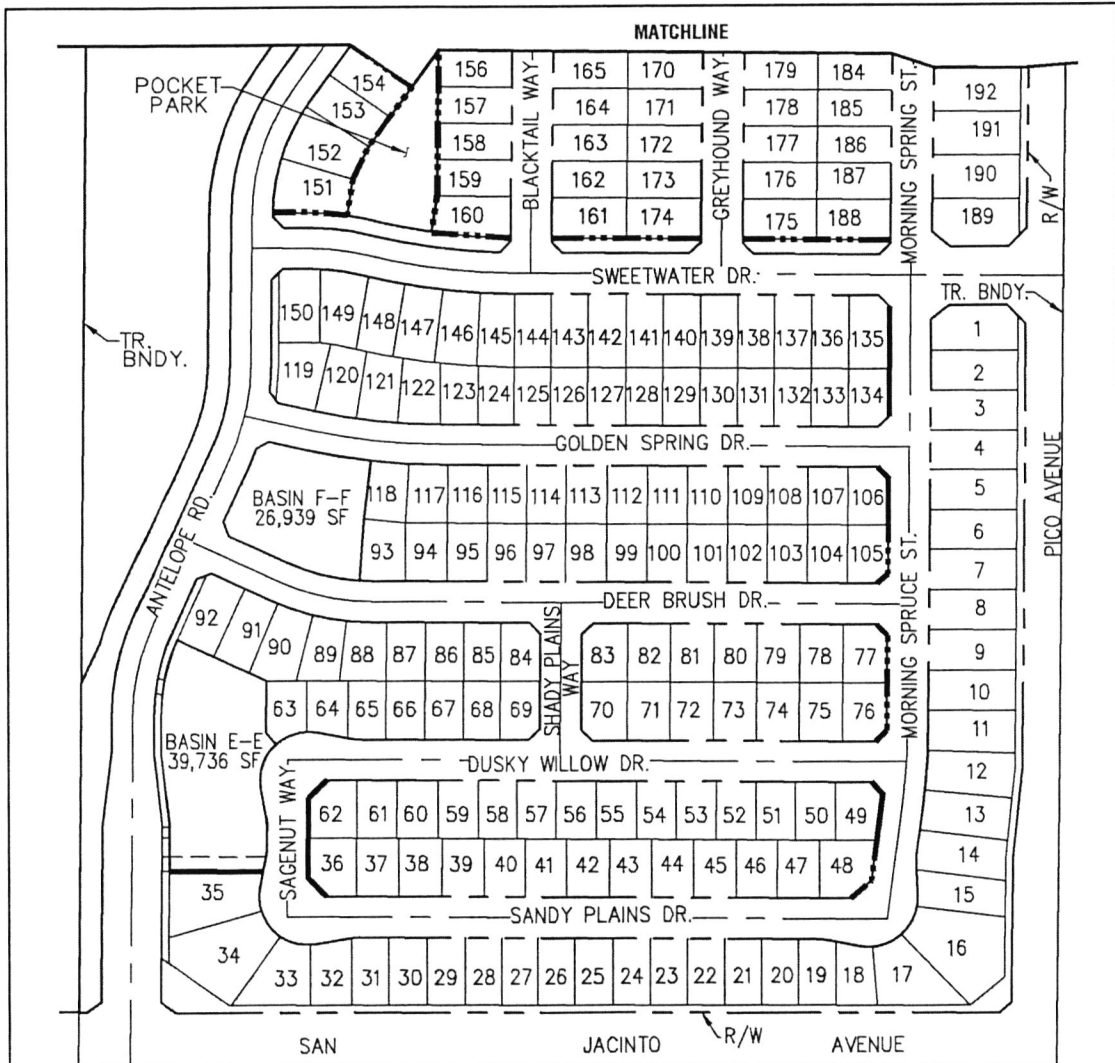 MATCHLINE
POCKET
PARK
154
153
152
151
156
157
158
159
160
BLACKTAIL WAY
165 170
164 171
163 172
162 173
161 174
GREYHOUND WAY
179 184
178 185
177 186
176 187
175 188
MORNING SPRING ST.
192
191
190
189
R/W
SWEETWATER DR.
TR. BNDY.
TR.
BNDY.
150 149 148 147 146 145 144 143 142 141 140 139 138 137 136 135
119 120 121 122 123 124 125 126 127 128 129 130 131 132 133 134
GOLDEN SPRING DR.
1
2
3
4
5
6
7
8
9
10
11
12
13
14
15
16
PICO AVENUE
ANTELOPE RD.
BASIN F-F
26,939 SF
118 117 116 115 114 113 112 111 110 109 108 107 106
93 94 95 96 97 98 99 100 101 102 103 104 105
MORNING SPRUCE ST.
DEER BRUSH DR.
92 91 90 89 88 87 86 85 84
SHADY PLAINS
WAY
83 82 81 80 79 78 77
63 64 65 66 67 68 69
70 71 72 73 74 75 76
BASIN E-E
39,736 SF
DUSKY WILLOW DR.
SAGENUT WAY
62 61 60 59 58 57 56 55 54 53 52 51 50 49
36 37 38 39 40 41 42 43 44 45 46 47 48
SANDY PLAINS DR.
35
34
33 32 31 30 29 28 27 26 25 24 23 22 21 20 19 18 17
R/W
SAN JACINTO AVENUE